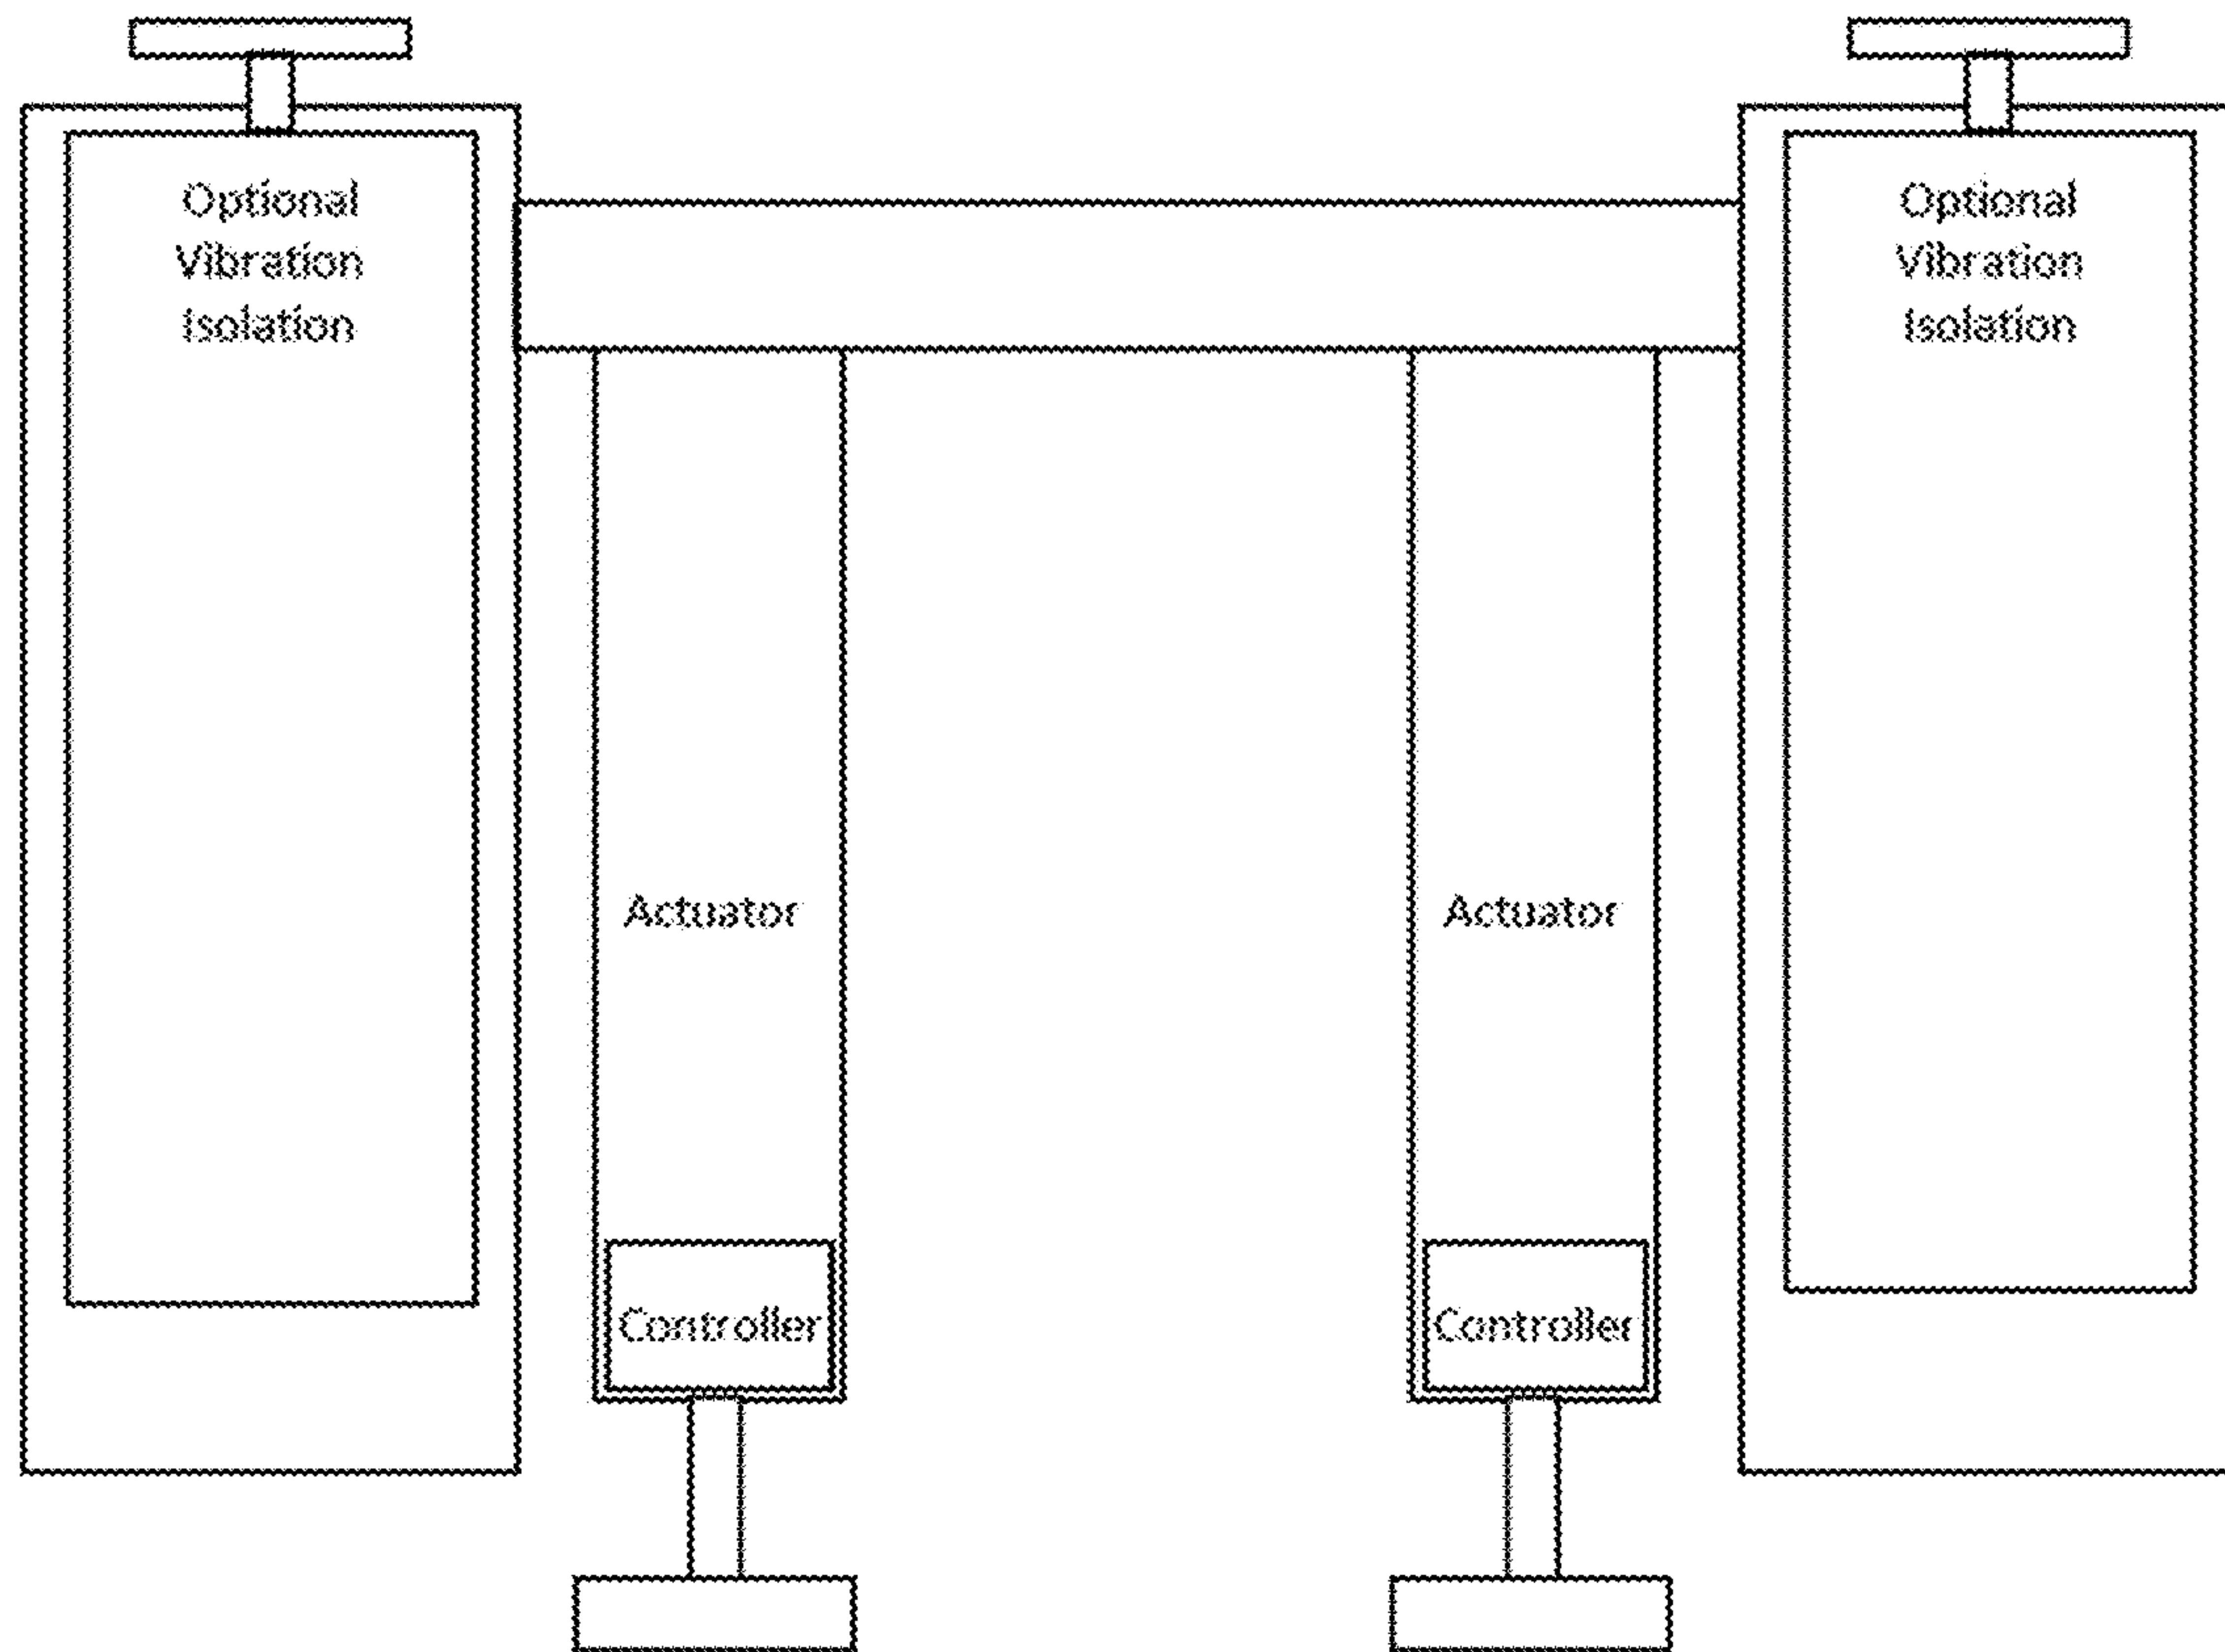 Optional
Vibration
Isolation
Optional
Vibration
Isolation
Actuator
Actuator
Controller
Controller